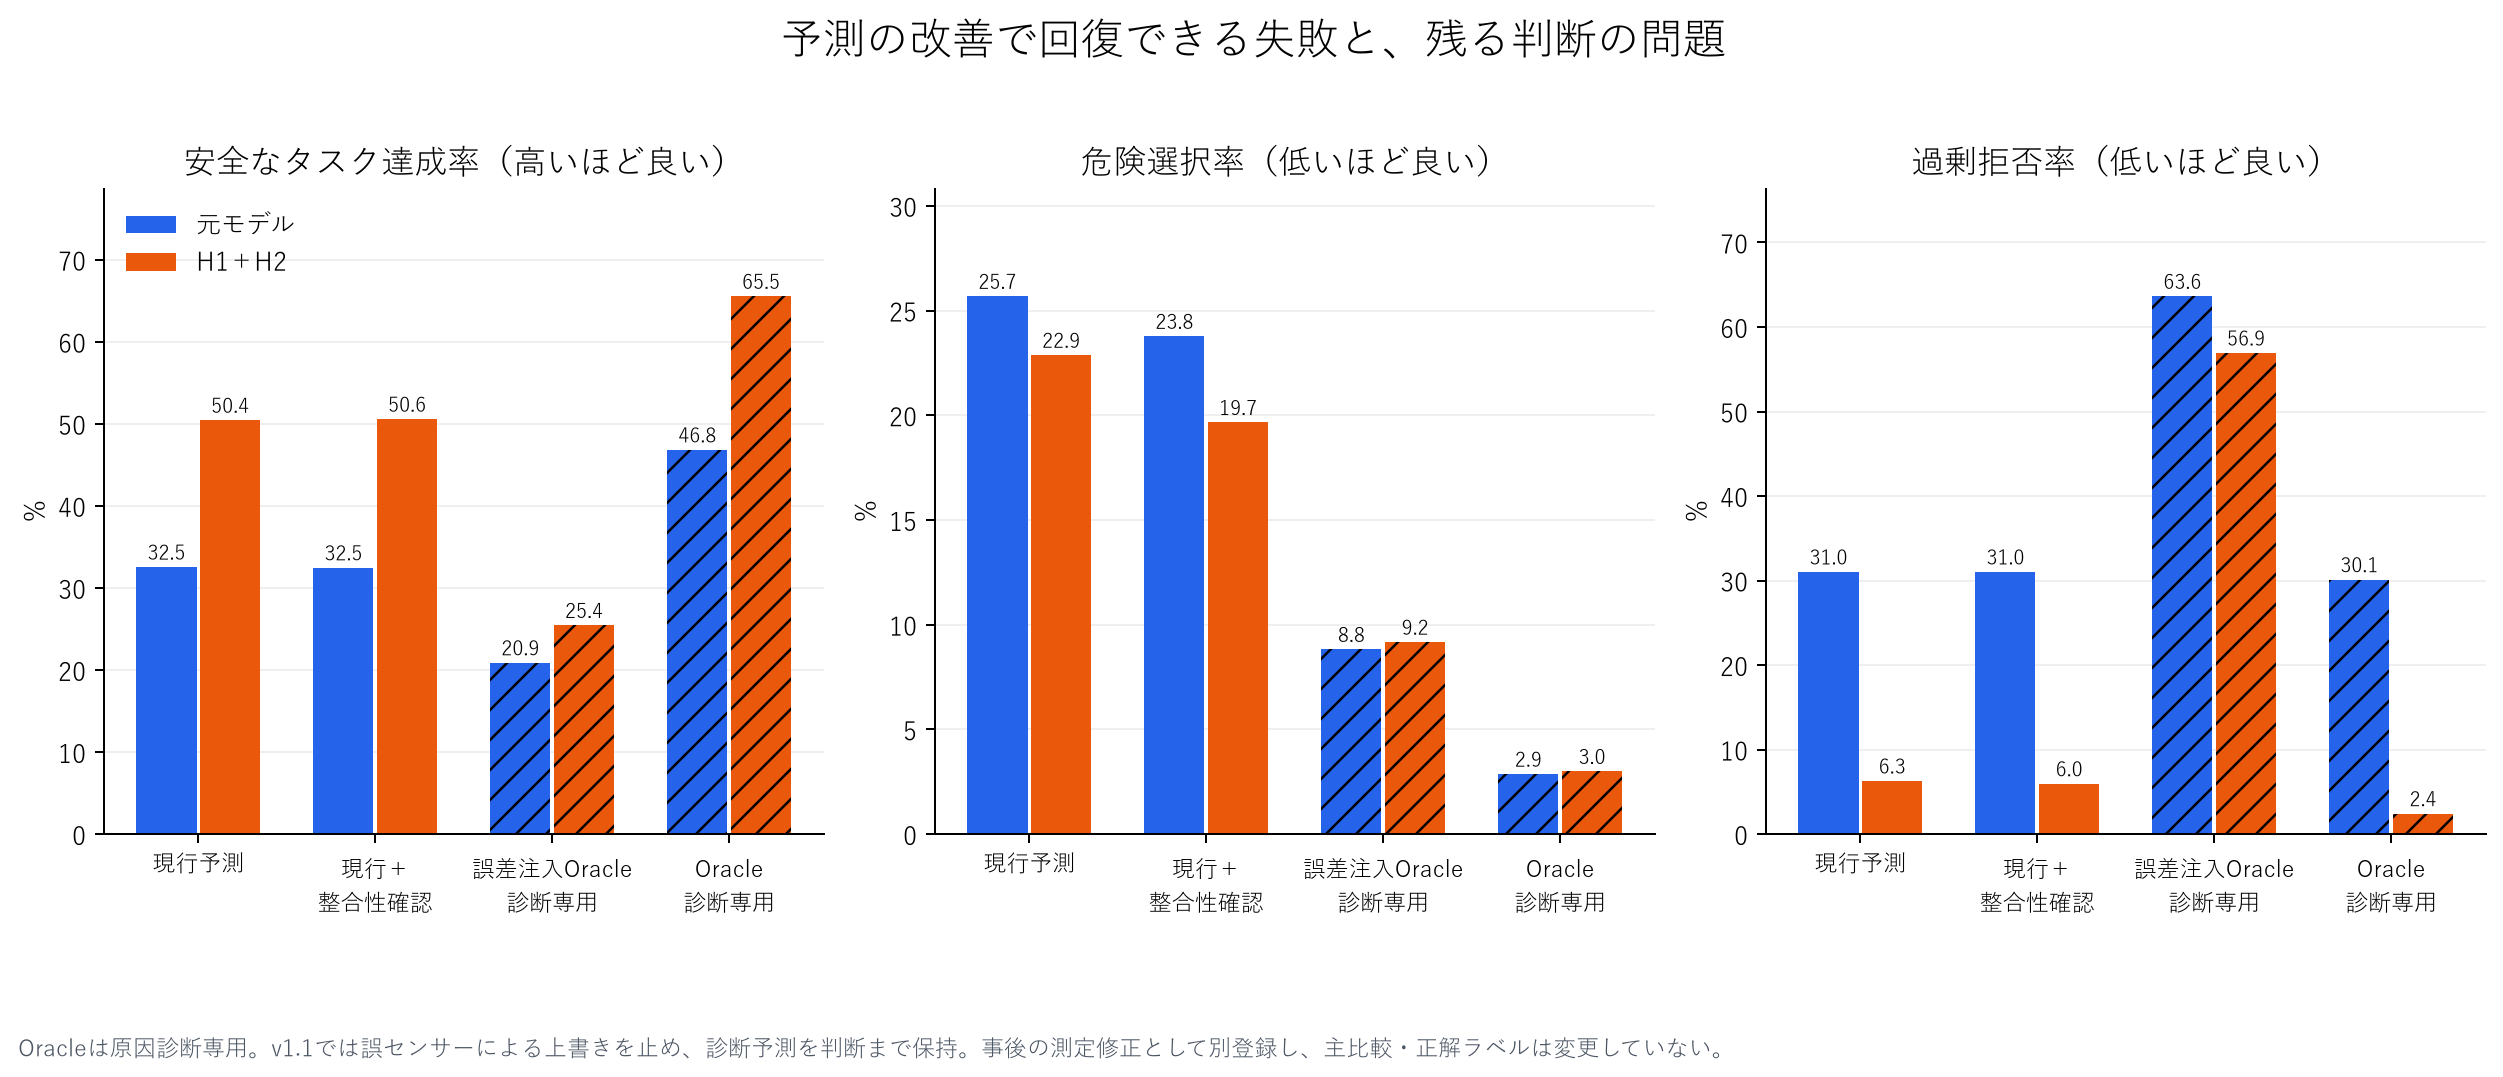 予測の改善で回復できる失敗と、残る判断の問題
安全なタスク達成率（高いほど良い）
元モデル
H1＋H2
%
70
60
50
40
30
20
10
0
32.5
50.4
32.5
50.6
20.9
25.4
46.8
65.5
現行予測
現行＋
整合性確認
誤差注入Oracle
診断専用
Oracle
診断専用
危険選択率（低いほど良い）
%
30
25
20
15
10
5
0
25.7
22.9
23.8
19.7
8.8
9.2
2.9
3.0
現行予測
現行＋
整合性確認
誤差注入Oracle
診断専用
Oracle
診断専用
過剰拒否率（低いほど良い）
%
70
60
50
40
30
20
10
0
31.0
6.3
31.0
6.0
63.6
56.9
30.1
2.4
現行予測
現行＋
整合性確認
誤差注入Oracle
診断専用
Oracle
診断専用
Oracleは原因診断専用。v1.1では誤センサーによる上書きを止め、診断予測を判断まで保持。事後の測定修正として別登録し、主比較・正解ラベルは変更していない。